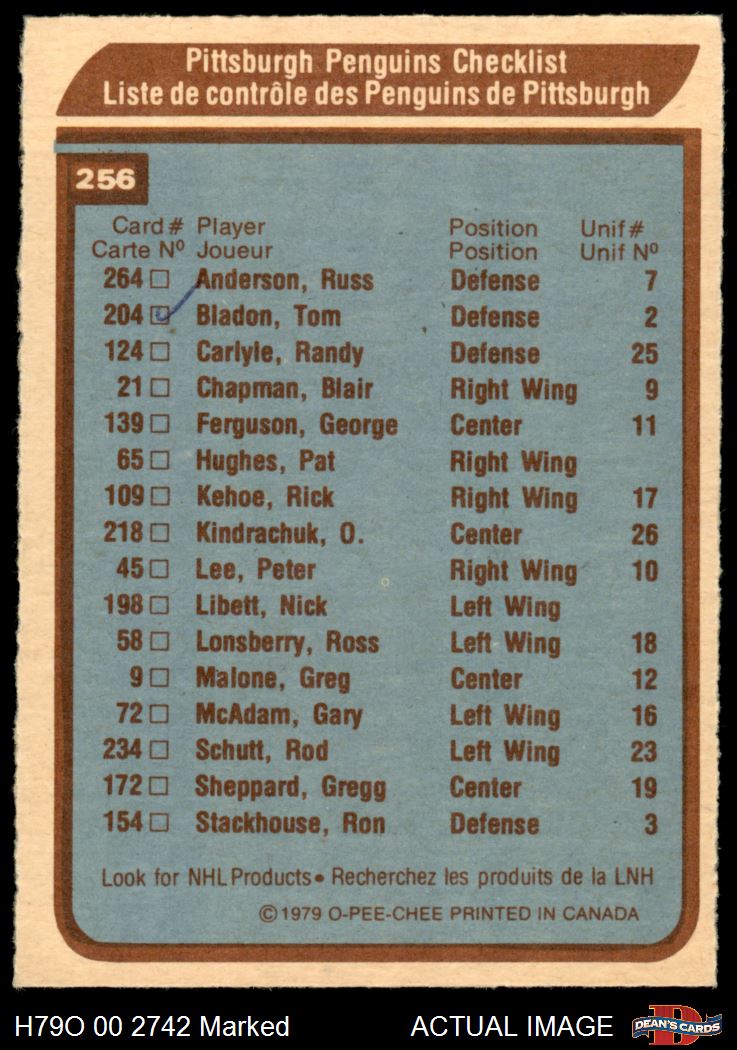 Pittsburgh Penguins Checklist
Liste de contrôle des Penguins de Pittsburgh
256
Card # Player Position Unif #
Carte Nº Joueur Position Unif Nº
264 □ Anderson, Russ Defense 7
204 □ Bladon, Tom Defense 2
124 □ Carlyle, Randy Defense 25
21 □ Chapman, Blair Right Wing 9
139 □ Ferguson, George Center 11
65 □ Hughes, Pat Right Wing
109 □ Kehoe, Rick Right Wing 17
218 □ Kindrachuk, O. Center 26
45 □ Lee, Peter Right Wing 10
198 □ Libett, Nick Left Wing
58 □ Lonsberry, Ross Left Wing 18
9 □ Malone, Greg Center 12
72 □ McAdam, Gary Left Wing 16
234 □ Schutt, Rod Left Wing 23
172 □ Sheppard, Gregg Center 19
154 □ Stackhouse, Ron Defense 3
Look for NHL Products • Recherchez les produits de la LNH
© 1979 O-PEE-CHEE PRINTED IN CANADA
H79O 00 2742 Marked ACTUAL IMAGE D DEAN'S CARDS